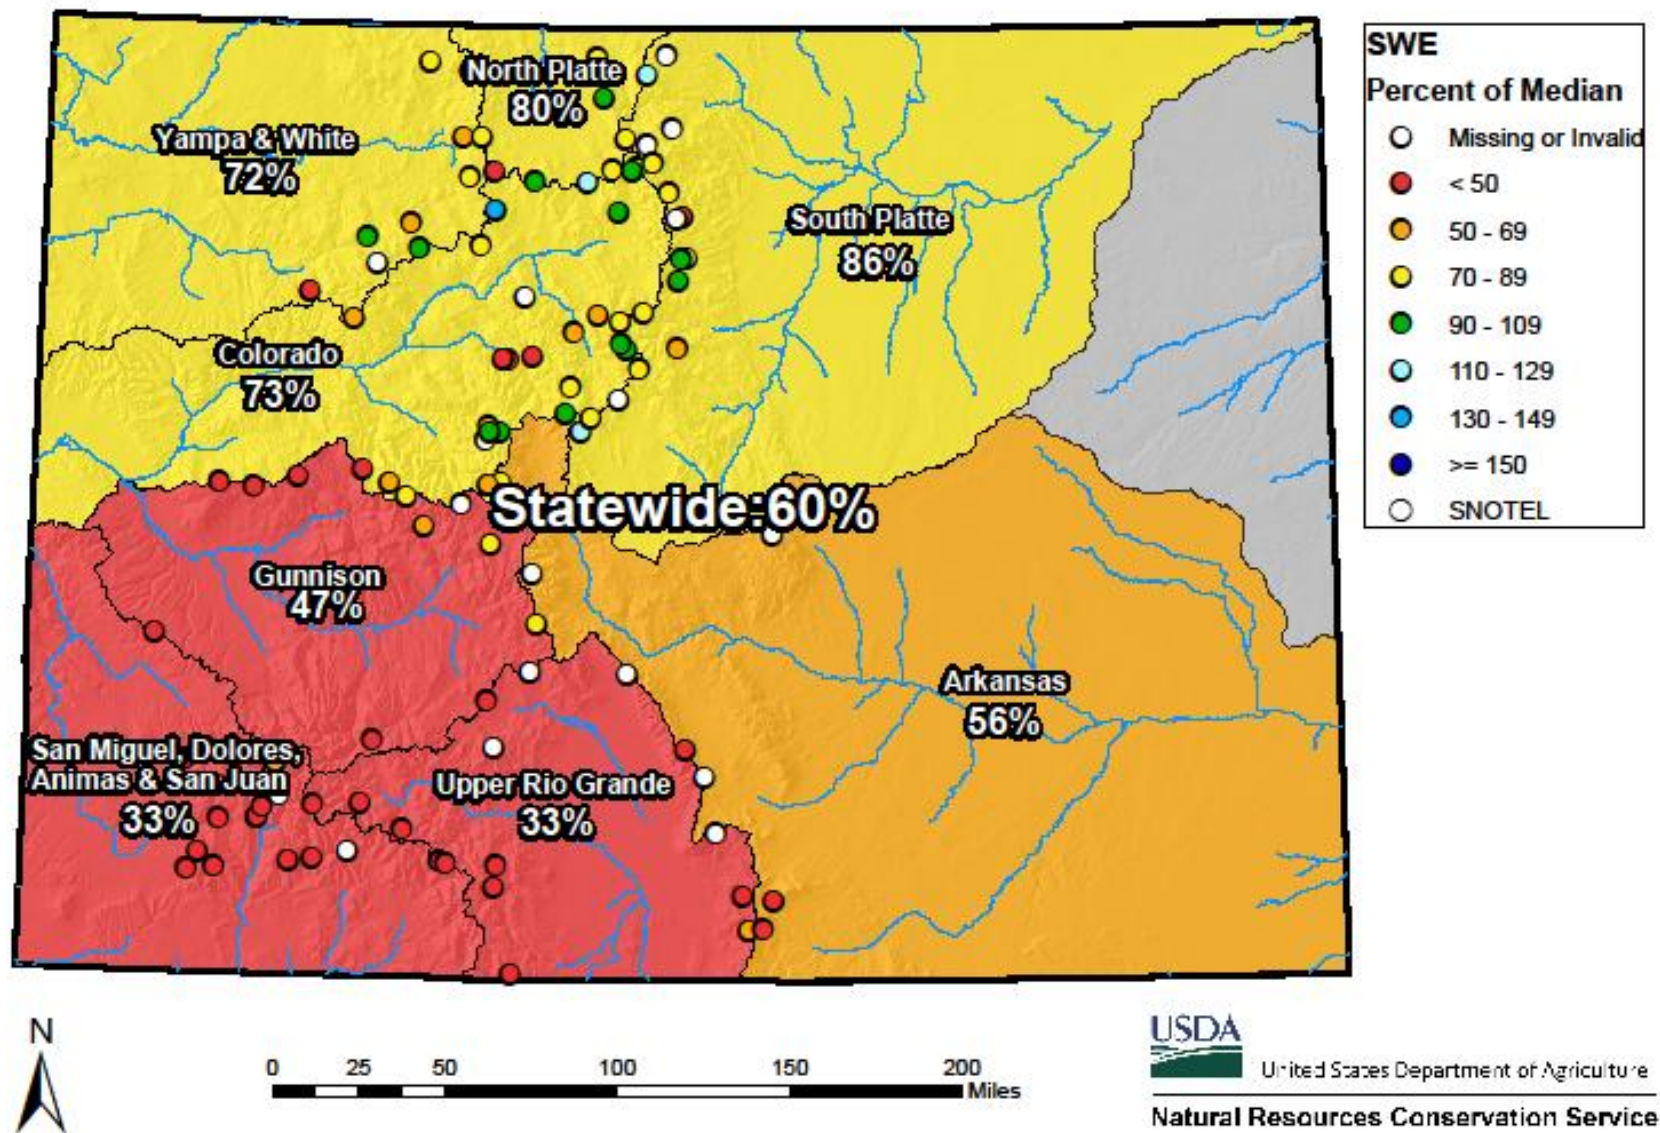 North Platte
80%
Yampa & White
72%
South Platte
86%
Colorado
73%
Statewide:60%
Gunnison
47%
Arkansas
56%
San Miguel, Dolores,
Animas & San Juan
33%
Upper Rio Grande
33%
SWE
Percent of Median
Missing or Invalid
< 50
50 - 69
70 - 89
90 - 109
110 - 129
130 - 149
>= 150
SNOTEL
N
0 25 50 100 150 200
Miles
USDA
United States Department of Agriculture
Natural Resources Conservation Service